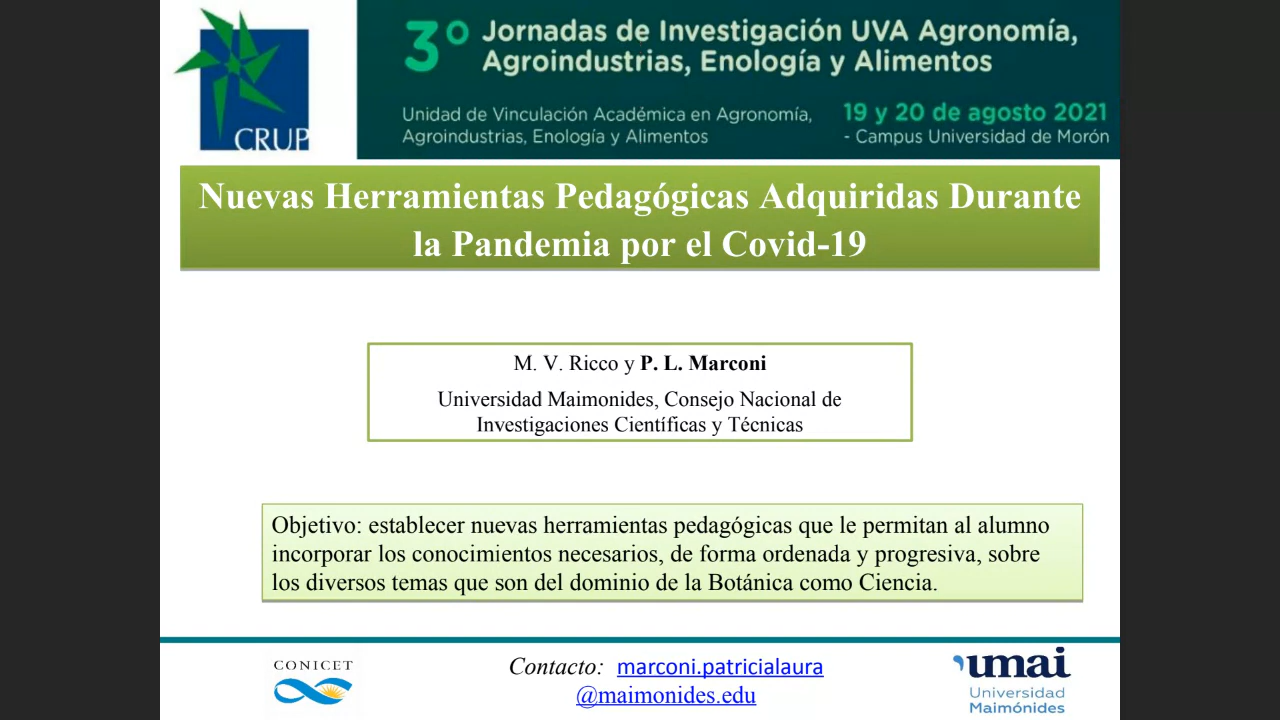 CRUP
3º Jornadas de Investigación UVA Agronomía,
Agroindustrias, Enología y Alimentos
Unidad de Vinculación Académica en Agronomía,
Agroindustrias, Enología y Alimentos
19 y 20 de agosto 2021
- Campus Universidad de Morón
Nuevas Herramientas Pedagógicas Adquiridas Durante
la Pandemia por el Covid-19
M. V. Ricco y P. L. Marconi
Universidad Maimonides, Consejo Nacional de
Investigaciones Científicas y Técnicas
Objetivo: establecer nuevas herramientas pedagógicas que le permitan al alumno
incorporar los conocimientos necesarios, de forma ordenada y progresiva, sobre
los diversos temas que son del dominio de la Botánica como Ciencia.
CONICET
Contacto: marconi.patricialaura
@maimonides.edu
umai
Universidad
Maimónides